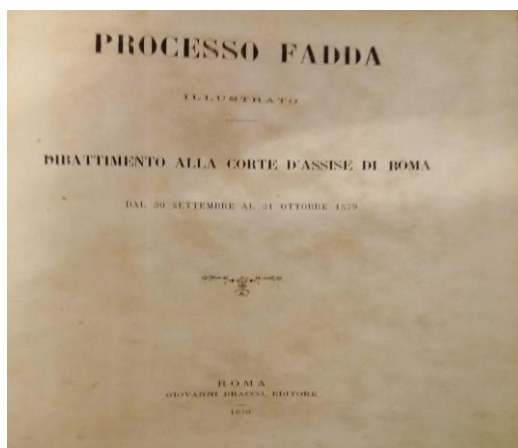 PROCESSO FADDA
ILLUSTRATO
DIBATTIMENTO ALLA CORTE D'ASSISE DI ROMA
DAL 30 SETTEMBRE AL 31 OTTOBRE 1879
ROMA
GIOVANNI BRACCO, EDITORE
1879